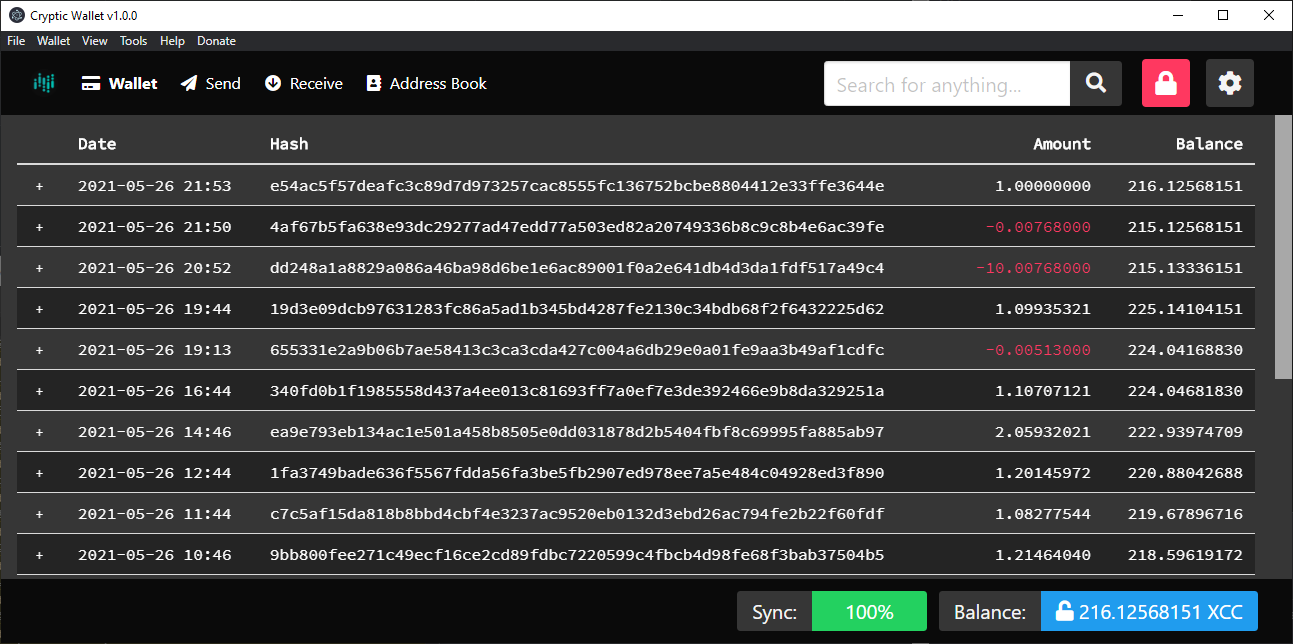 Cryptic Wallet v1.0.0
File Wallet View Tools Help Donate
Wallet Send Receive Address Book Search for anything...
Date Hash Amount Balance
+ 2021-05-26 21:53 e54ac5f57deafc3c89d7d973257cac8555fc136752bcbe8804412e33ffe3644e 1.00000000 216.12568151
+ 2021-05-26 21:50 4af67b5fa638e93dc29277ad47edd77a503ed82a20749336b8c9c8b4e6ac39fe -0.00768000 215.12568151
+ 2021-05-26 20:52 dd248a1a8829a086a46ba98d6be1e6ac89001f0a2e641db4d3da1fdf517a49c4 -10.00768000 215.13336151
+ 2021-05-26 19:44 19d3e09dcb97631283fc86a5ad1b345bd4287fe2130c34bdb68f2f6432225d62 1.09935321 225.14104151
+ 2021-05-26 19:13 655331e2a9b06b7ae58413c3ca3cda427c004a6db29e0a01fe9aa3b49af1cdfc -0.00513000 224.04168830
+ 2021-05-26 16:44 340fd0b1f1985558d437a4ee013c81693ff7a0ef7e3de392466e9b8da329251a 1.10707121 224.04681830
+ 2021-05-26 14:46 ea9e793eb134ac1e501a458b8505e0dd031878d2b5404fbf8c69995fa885ab97 2.05932021 222.93974709
+ 2021-05-26 12:44 1fa3749bade636f5567fdda56fa3be5fb2907ed978ee7a5e484c04928ed3f890 1.20145972 220.88042688
+ 2021-05-26 11:44 c7c5af15da818b8bbd4cbf4e3237ac9520eb0132d3ebd26ac794fe2b22f60fdf 1.08277544 219.67896716
+ 2021-05-26 10:46 9bb800fee271c49ecf16ce2cd89fdbc7220599c4fbcb4d98fe68f3bab37504b5 1.21464040 218.59619172
Sync: 100% Balance: 216.12568151 XCC